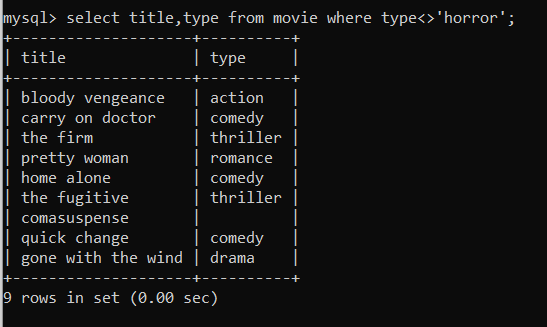 mysql> select title,type from movie where type<>'horror';
+--------------------+----------+
| title              | type     |
+--------------------+----------+
| bloody vengeance   | action   |
| carry on doctor    | comedy   |
| the firm           | thriller |
| pretty woman       | romance  |
| home alone         | comedy   |
| the fugitive       | thriller |
| comasuspense       |          |
| quick change       | comedy   |
| gone with the wind | drama    |
+--------------------+----------+
9 rows in set (0.00 sec)